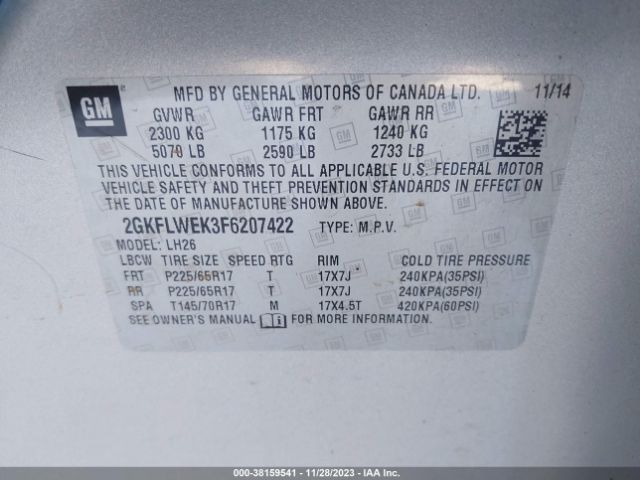 GM
MFD BY GENERAL MOTORS OF CANADA LTD. 11/14
GVWR GAWR FRT GAWR RR
2300 KG 1175 KG 1240 KG
5070 LB 2590 LB 2733 LB
THIS VEHICLE CONFORMS TO ALL APPLICABLE U.S. FEDERAL MOTOR
VEHICLE SAFETY AND THEFT PREVENTION STANDARDS IN EFFECT ON
THE DATE OF MANUFACTURE SHOWN ABOVE.
2GKFLWEK3F6207422 TYPE: M.P.V.
MODEL: LH26
LBCW TIRE SIZE SPEED RTG RIM COLD TIRE PRESSURE
FRT P225/65R17 T 17X7J 240KPA(35PSI)
RR P225/65R17 T 17X7J 240KPA(35PSI)
SPA T145/70R17 M 17X4.5T 420KPA(60PSI)
SEE OWNER'S MANUAL FOR MORE INFORMATION.
000-38159541 - 11/28/2023 - IAA Inc.